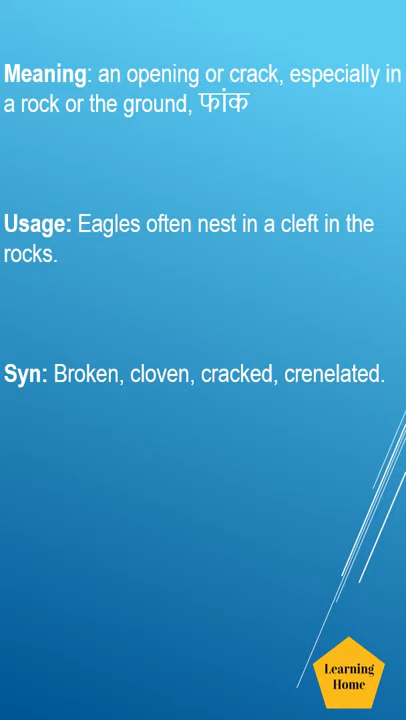 Meaning: an opening or crack, especially in
a rock or the ground, फांक
Usage: Eagles often nest in a cleft in the
rocks.
Syn: Broken, cloven, cracked, crenelated.
Learning
Home